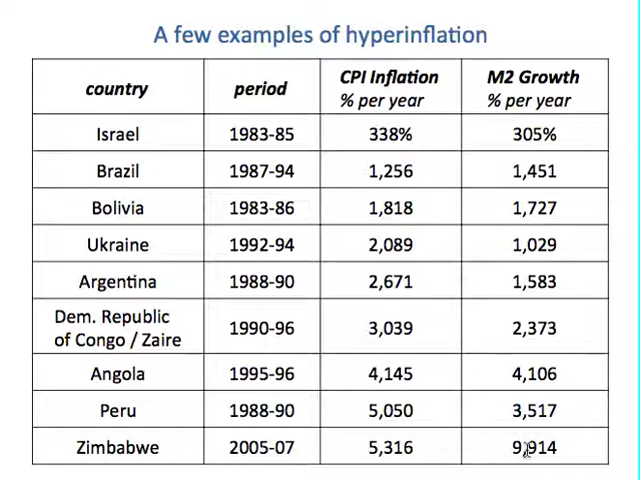 A few examples of hyperinflation
country period CPI Inflation % per year M2 Growth % per year
Israel 1983-85 338% 305%
Brazil 1987-94 1,256 1,451
Bolivia 1983-86 1,818 1,727
Ukraine 1992-94 2,089 1,029
Argentina 1988-90 2,671 1,583
Dem. Republic of Congo / Zaire 1990-96 3,039 2,373
Angola 1995-96 4,145 4,106
Peru 1988-90 5,050 3,517
Zimbabwe 2005-07 5,316 9,914